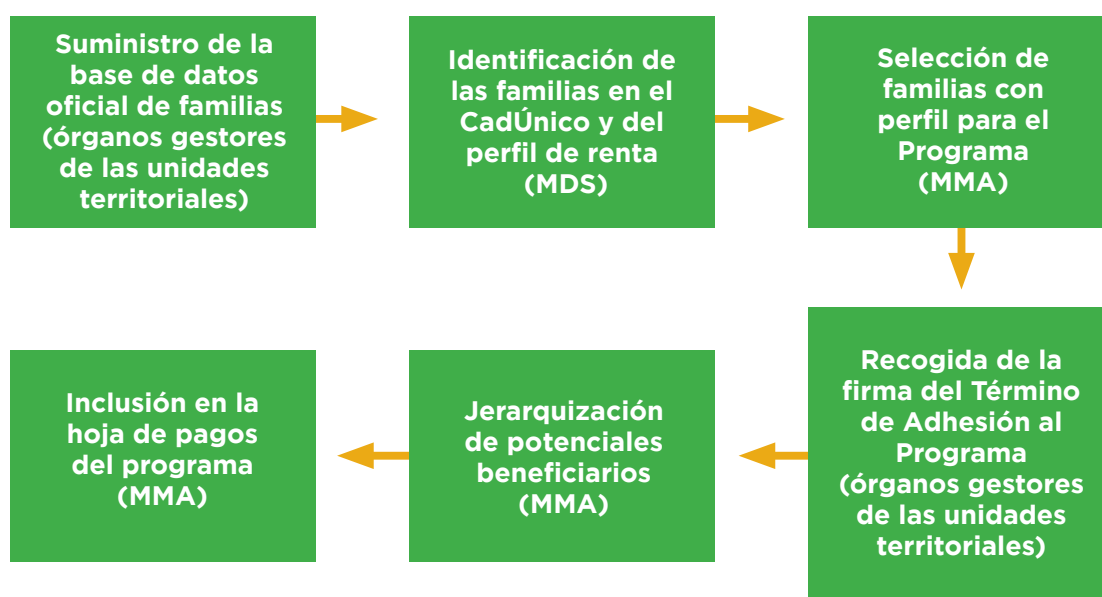 Suministro de la
base de datos
oficial de familias
(órganos gestores
de las unidades
territoriales)
Identificación de
las familias en el
CadÚnico y del
perfil de renta
(MDS)
Selección de
familias con
perfil para el
Programa
(MMA)
Recogida de la
firma del Término
de Adhesión al
Programa
(órganos gestores
de las unidades
territoriales)
Jerarquización
de potenciales
beneficiarios
(MMA)
Inclusión en la
hoja de pagos
del programa
(MMA)